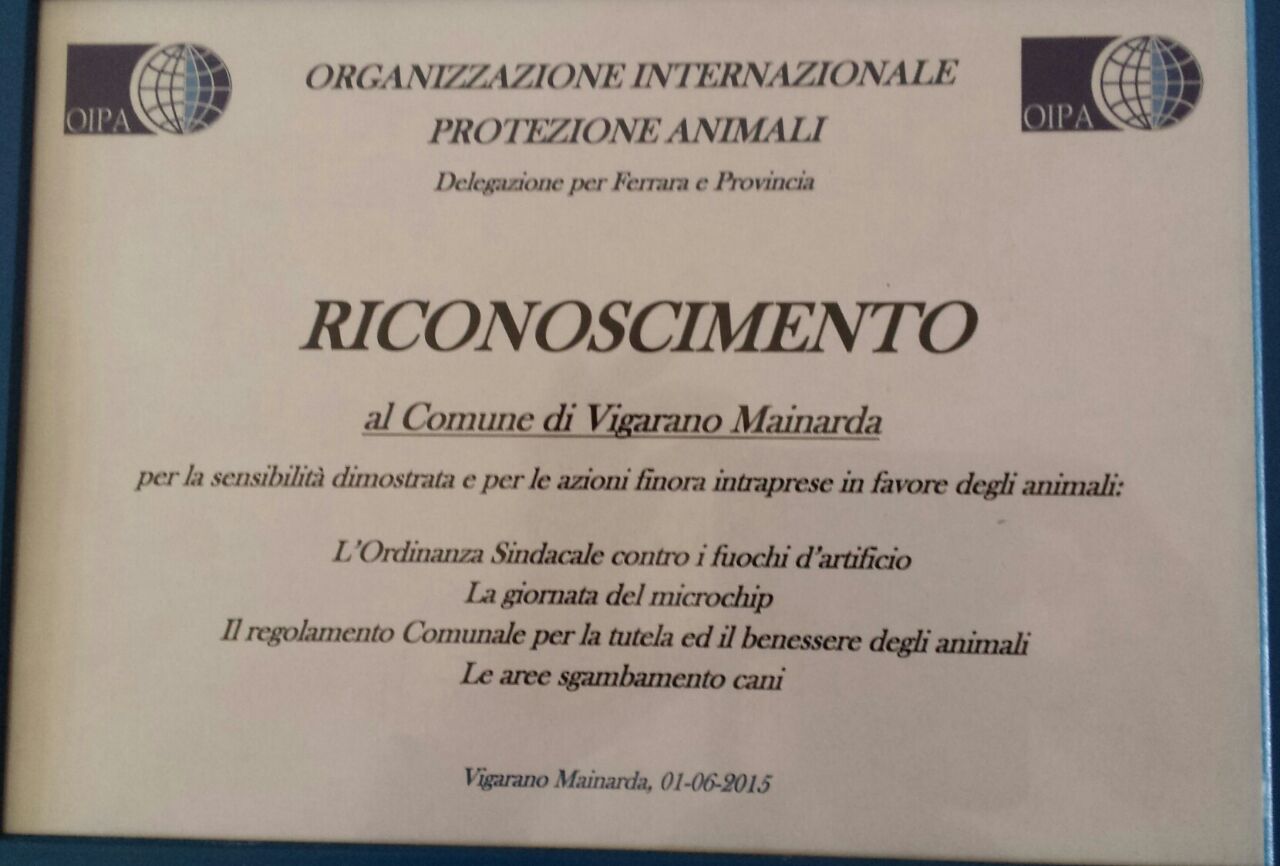 OIPA
ORGANIZZAZIONE INTERNAZIONALE
PROTEZIONE ANIMALI
Delegazione per Ferrara e Provincia
OIPA
RICONOSCIMENTO
al Comune di Vigarano Mainarda
per la sensibilità dimostrata e per le azioni finora intraprese in favore degli animali:
L'Ordinanza Sindacale contro i fuochi d'artificio
La giornata del microchip
Il regolamento Comunale per la tutela ed il benessere degli animali
Le aree sgambamento cani
Vigarano Mainarda, 01-06-2015